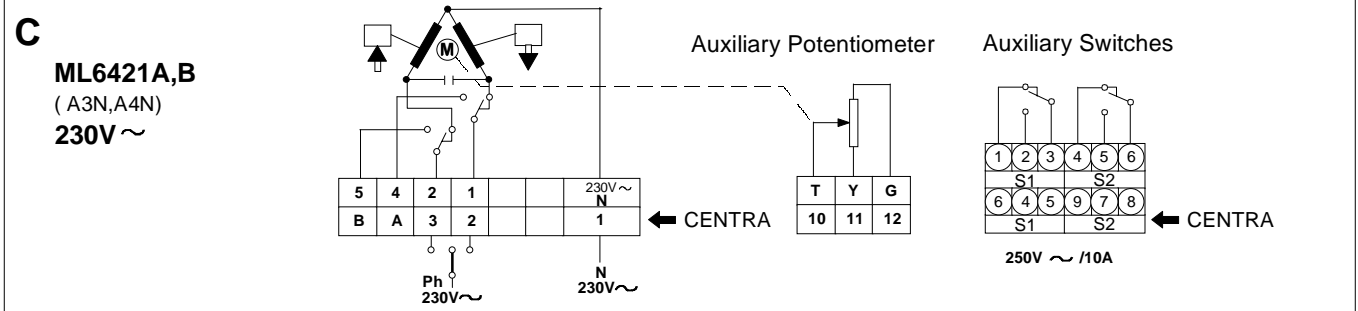 C
ML6421A,B
( A3N,A4N)
230V ~
M
Auxiliary Potentiometer
Auxiliary Switches
5 4 2 1 230V~ N
B A 3 2 1
CENTRA
Ph
230V~
N
230V~
T Y G
10 11 12
1 2 3 4 5 6
S1 S2
6 4 5 9 7 8
S1 S2
CENTRA
250V ~ /10A